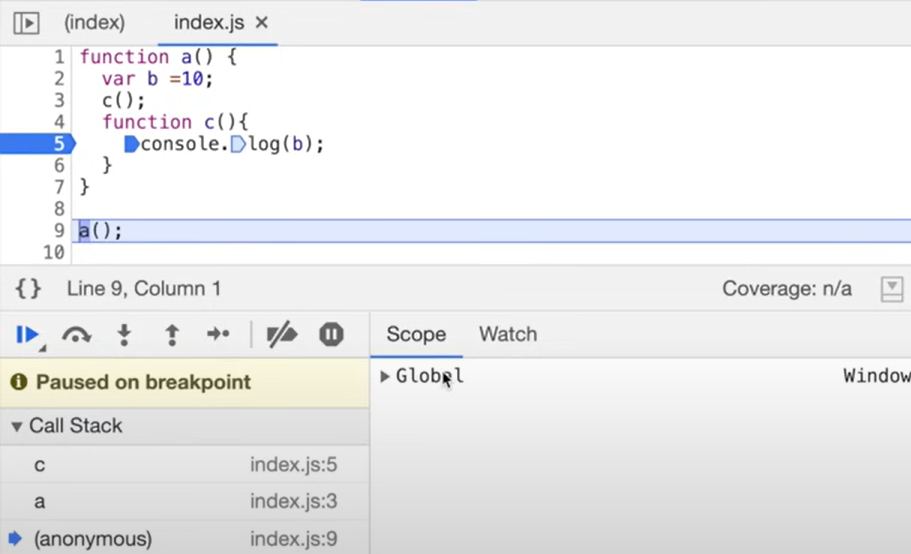 (index) index.js ×
1 function a() {
2 var b =10;
3 c();
4 function c(){
5 console.log(b);
6 }
7 }
8
9 a();
10
{} Line 9, Column 1 Coverage: n/a
Scope Watch
Paused on breakpoint
Global Window
Call Stack
c index.js:5
a index.js:3
(anonymous) index.js:9